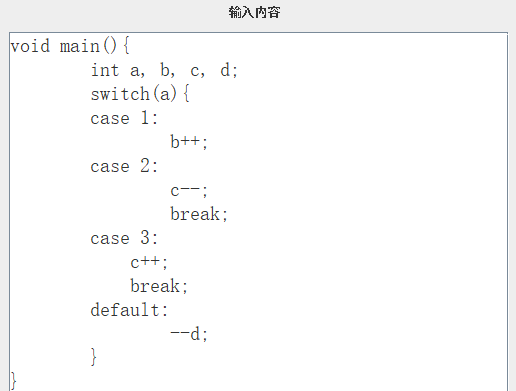 输入内容
void main(){
        int a, b, c, d;
        switch(a){
        case 1:
                b++;
        case 2:
                c--;
                break;
        case 3:
            c++;
            break;
        default:
                --d;
        }
}